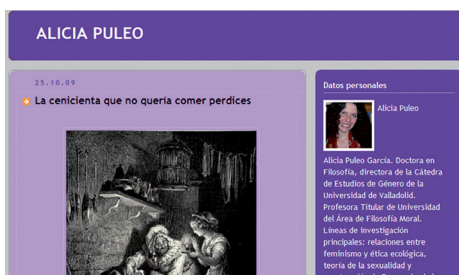 ALICIA PULEO
25.10.09
La cenicienta que no quería comer perdices
Datos personales
Alicia Puleo
Alicia Puleo García. Doctora en
Filosofía, directora de la Cátedra
de Estudios de Género de la
Universidad de Valladolid.
Profesora Titular de Universidad
del Área de Filosofía Moral.
Líneas de investigación
principales: relaciones entre
feminismo y ética ecológica,
teoría de la sexualidad y